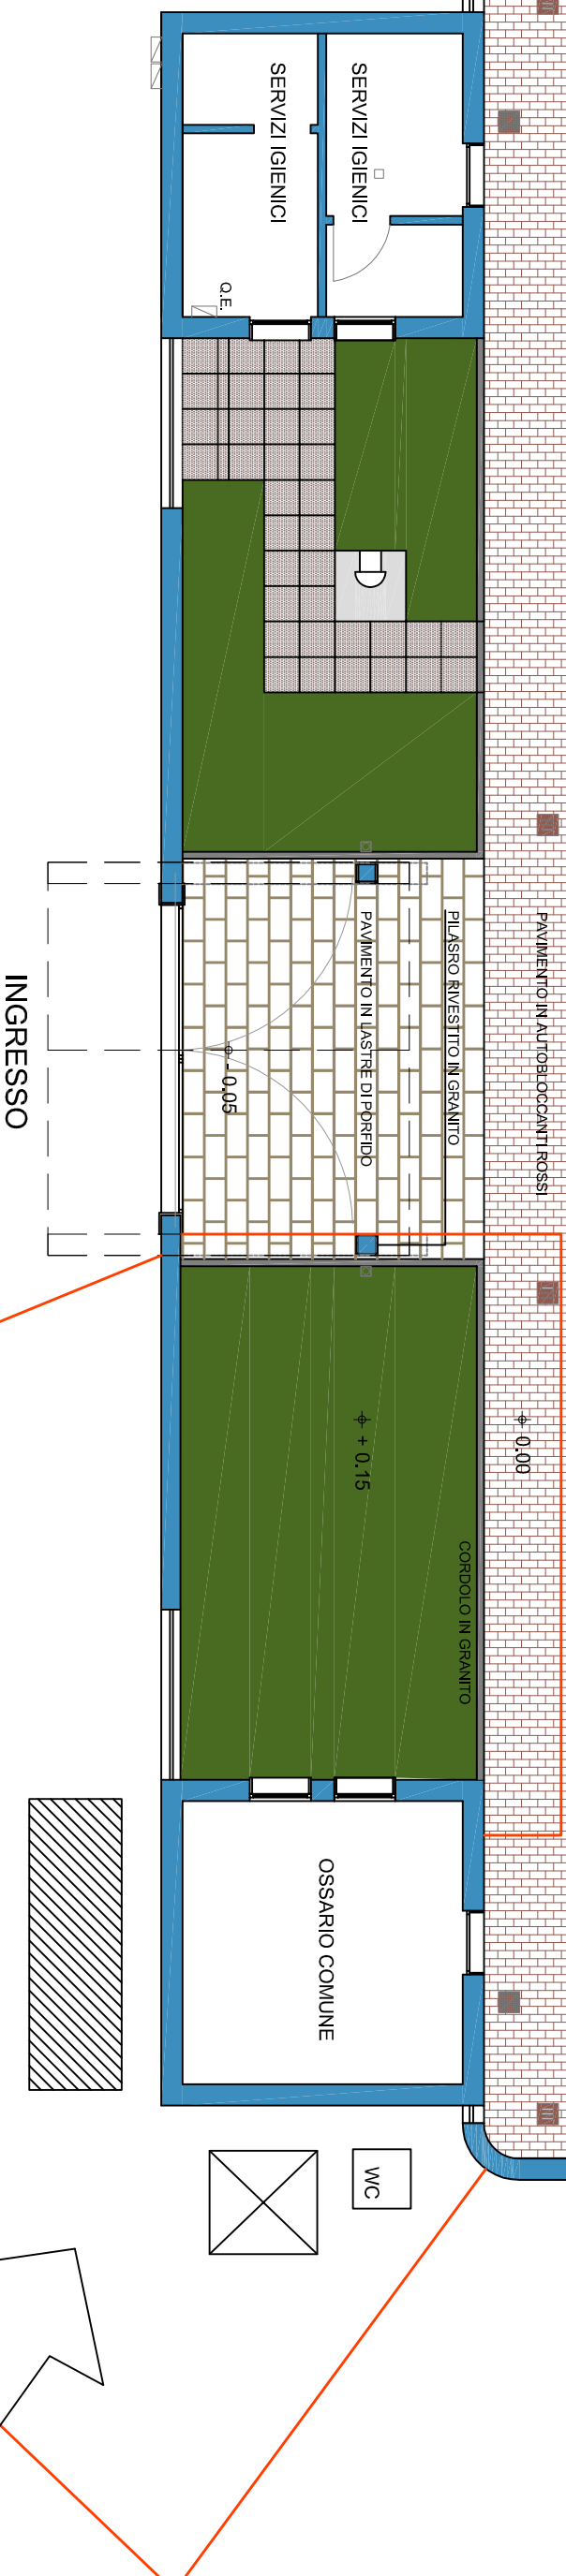 SERVIZI IGIENICI
SERVIZI IGIENICI
Q.E.
PAVIMENTO IN AUTOBLOCCANTI ROSSI
PILASRO RIVESTITO IN GRANITO
PAVIMENTO IN LASTRE DI PORFIDO
- 0.05
INGRESSO
0.00
+ 0.15
CORDOLO IN GRANITO
OSSARIO COMUNE
WC